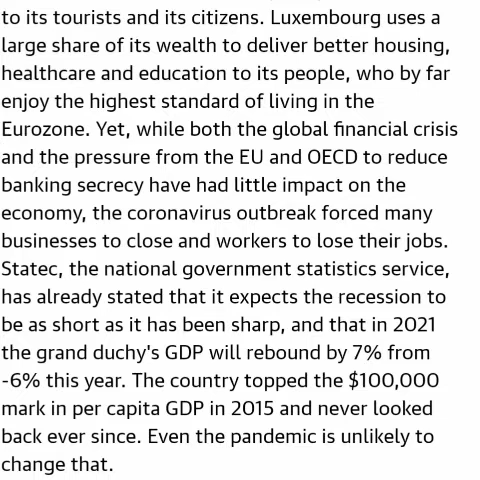 to its tourists and its citizens. Luxembourg uses a
large share of its wealth to deliver better housing,
healthcare and education to its people, who by far
enjoy the highest standard of living in the
Eurozone. Yet, while both the global financial crisis
and the pressure from the EU and OECD to reduce
banking secrecy have had little impact on the
economy, the coronavirus outbreak forced many
businesses to close and workers to lose their jobs.
Statec, the national government statistics service,
has already stated that it expects the recession to
be as short as it has been sharp, and that in 2021
the grand duchy's GDP will rebound by 7% from
-6% this year. The country topped the $100,000
mark in per capita GDP in 2015 and never looked
back ever since. Even the pandemic is unlikely to
change that.